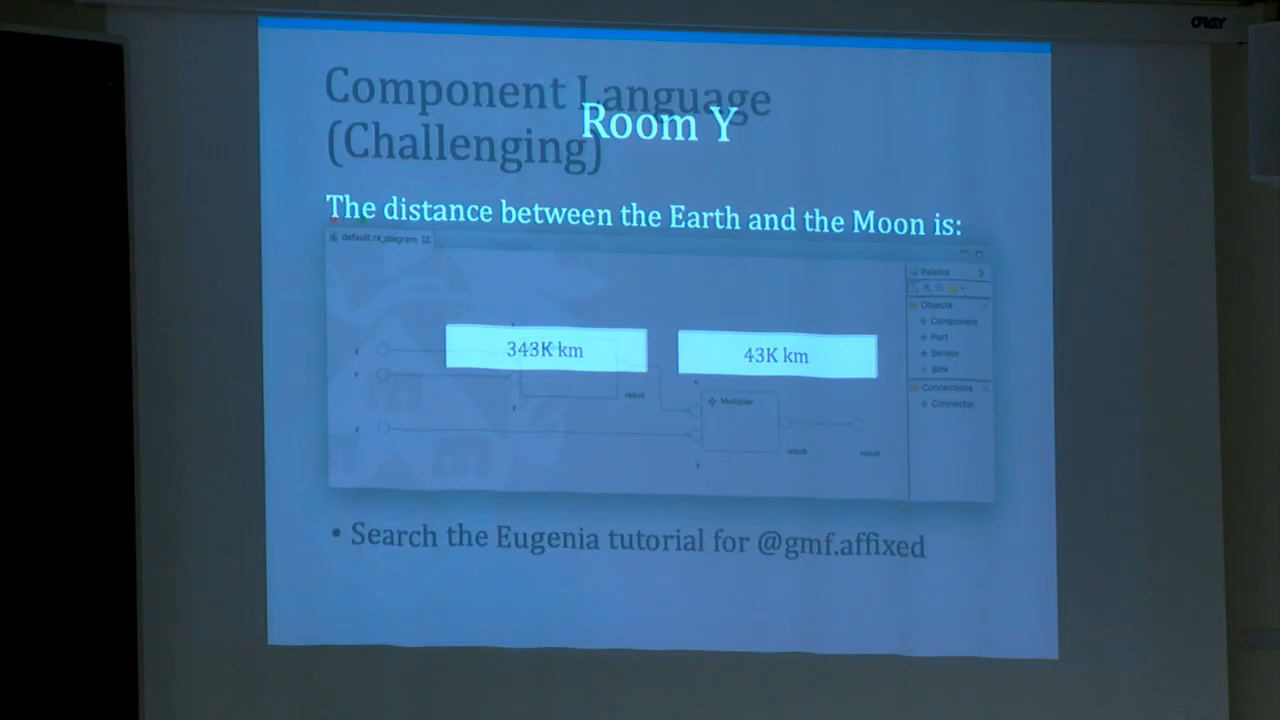 ORAY
Component Language
(Challenging)
Room Y
The distance between the Earth and the Moon is:
default.rx_diagram
Palette
Objects
Component
Port
Sensor
Sink
Connections
Connector
343K km
43K km
X
Y
Z
result
Multiplier
result
result
• Search the Eugenia tutorial for @gmf.affixed